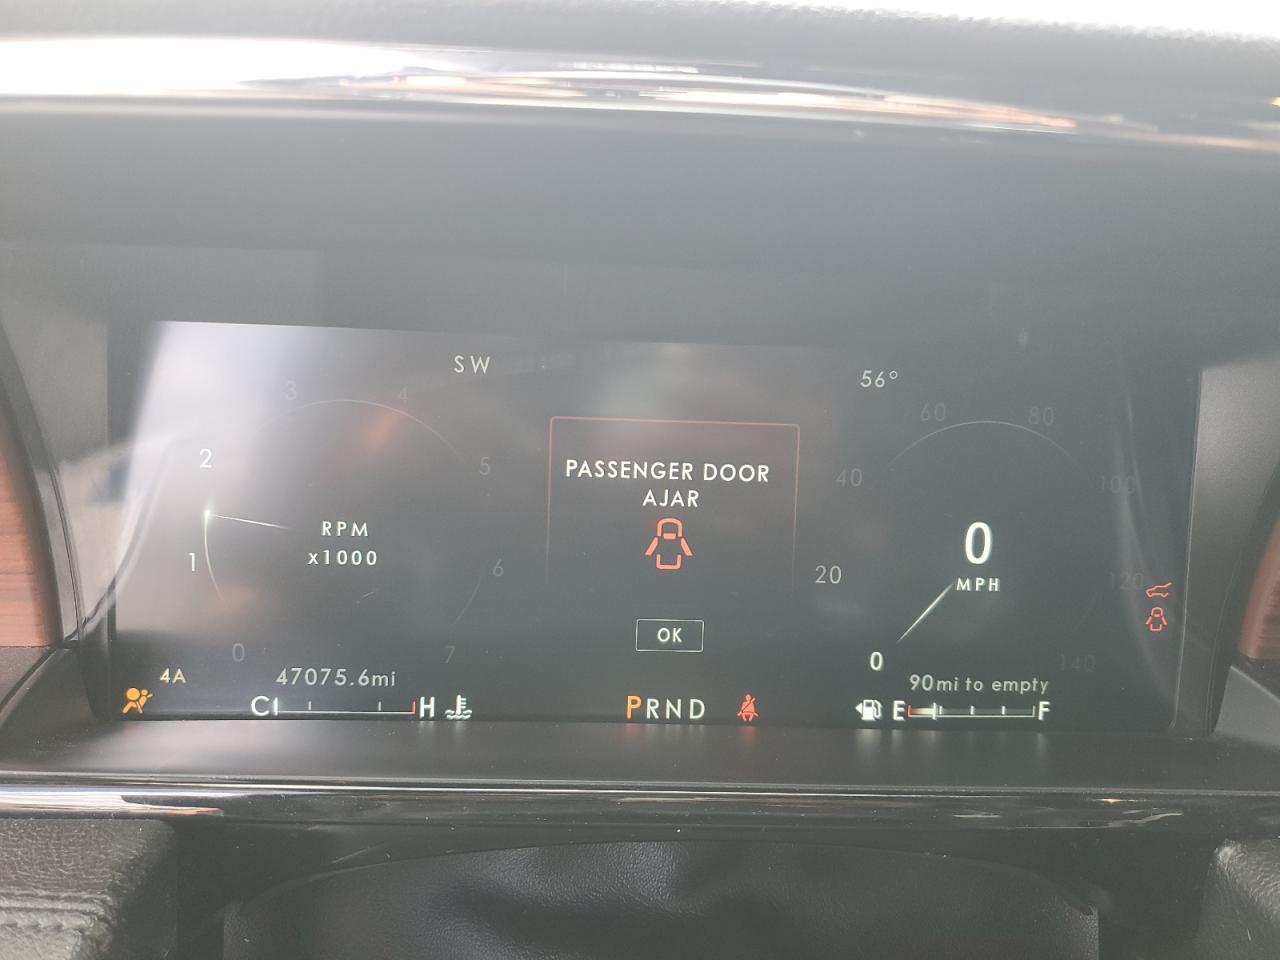 SW
56°
3
4
2
5
RPM
x1000
1
6
0
7
4A
47075.6mi
C
H
PASSENGER DOOR
AJAR
OK
PRND
60
80
40
100
20
120
0
MPH
0
140
90mi to empty
E
F